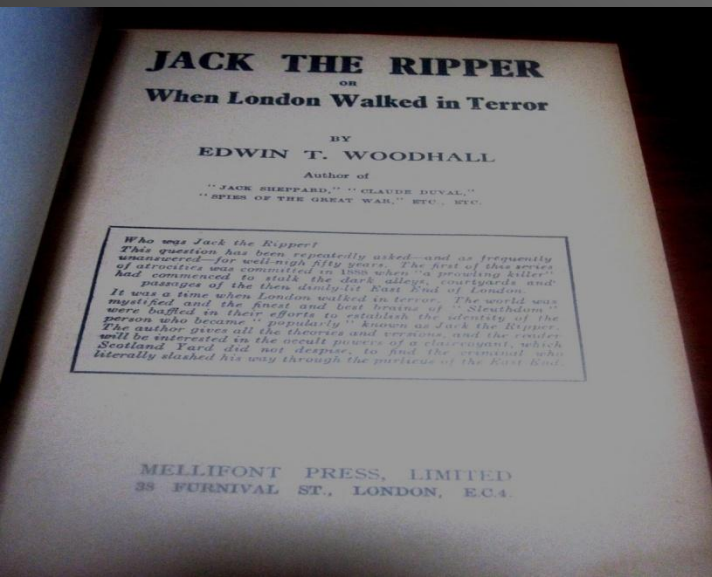 JACK THE RIPPER
OR
When London Walked in Terror
BY
EDWIN T. WOODHALL
Author of
"JACK SHEPPARD," "CLAUDE DUVAL,"
"SPIES OF THE GREAT WAR," ETC., ETC.
Who was Jack the Ripper?
This question has been repeatedly asked—and as frequently
unanswered—for well-nigh fifty years. The first of this series
of atrocities was committed in 1888 when "a prowling killer"
had commenced to stalk the dark alleys, courtyards and
passages of the then dimly-lit East End of London.
It was a time when London walked in terror. The world was
mystified and the finest and best brains of "Sleuthdom"
were baffled in their efforts to establish the identity of the
person who became "popularly" known as Jack the Ripper.
The author gives all the theories and versions, and the reader
will be interested in the occult powers of a clairvoyant, which
Scotland Yard did not despise, to find the criminal who
literally slashed his way through the purlieus of the East End.
MELLIFONT PRESS, LIMITED
38 FURNIVAL ST., LONDON, E.C.4.